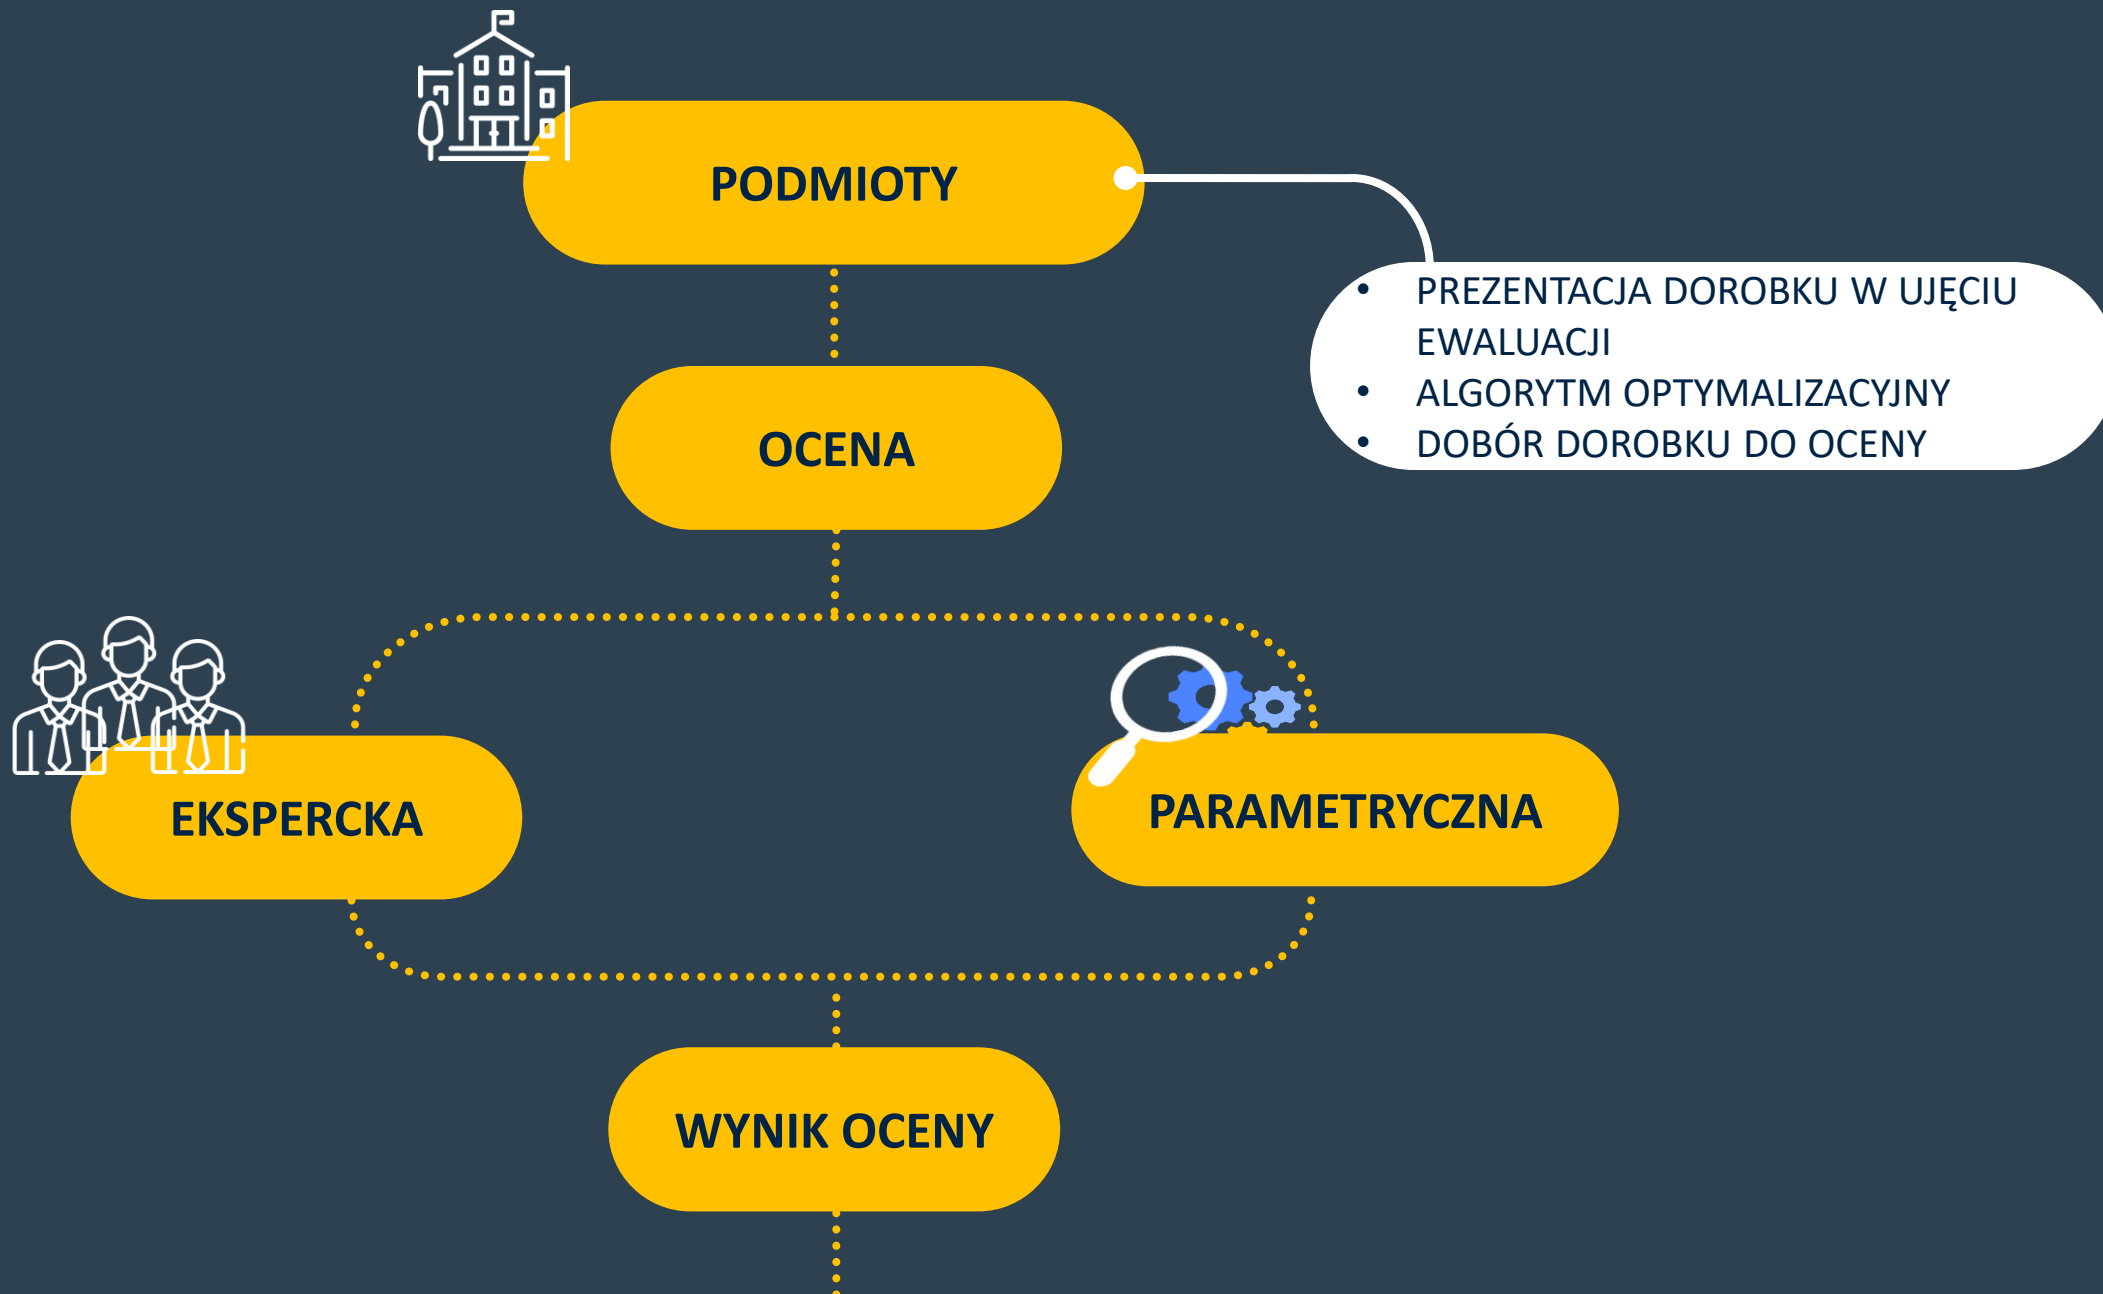 PODMIOTY
• PREZENTACJA DOROBKU W UJĘCIU
EWALUACJI
• ALGORYTM OPTYMALIZACYJNY
• DOBÓR DOROBKU DO OCENY
OCENA
EKSPERCKA
PARAMETRYCZNA
WYNIK OCENY